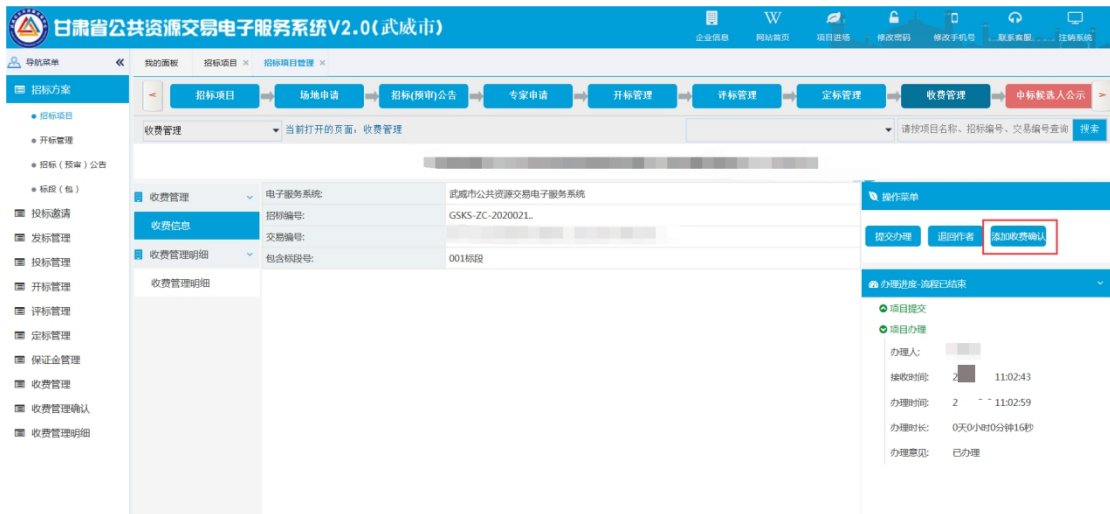 甘肃省公共资源交易电子服务系统V2.0(武威市)
企业信息 网站首页 项目进场 修改密码 修改手机号 联系客服 注销系统
导航菜单 « 我的面板 招标项目 × 招标项目管理 ×
招标方案
招标项目
开标管理
招标（预审）公告
标段（包）
投标邀请
发标管理
投标管理
开标管理
评标管理
定标管理
保证金管理
收费管理
收费管理确认
收费管理明细
< 招标项目 场地申请 招标(预审)公告 专家申请 开标管理 评标管理 定标管理 收费管理 中标候选人公示 >
收费管理 当前打开的页面：收费管理 请按项目名称、招标编号、交易编号查询 搜索
收费管理
收费信息
收费管理明细
收费管理明细
电子服务系统: 武威市公共资源交易电子服务系统
招标编号: GSKS-ZC-2020021..
交易编号:
包含标段号: 001标段
操作菜单
提交办理 退回作者 添加收费确认
办理进度-流程已结束
项目提交
项目办理
办理人:
接收时间: 2 11:02:43
办理时间: 2 11:02:59
办理时长: 0天0小时0分钟16秒
办理意见: 已办理